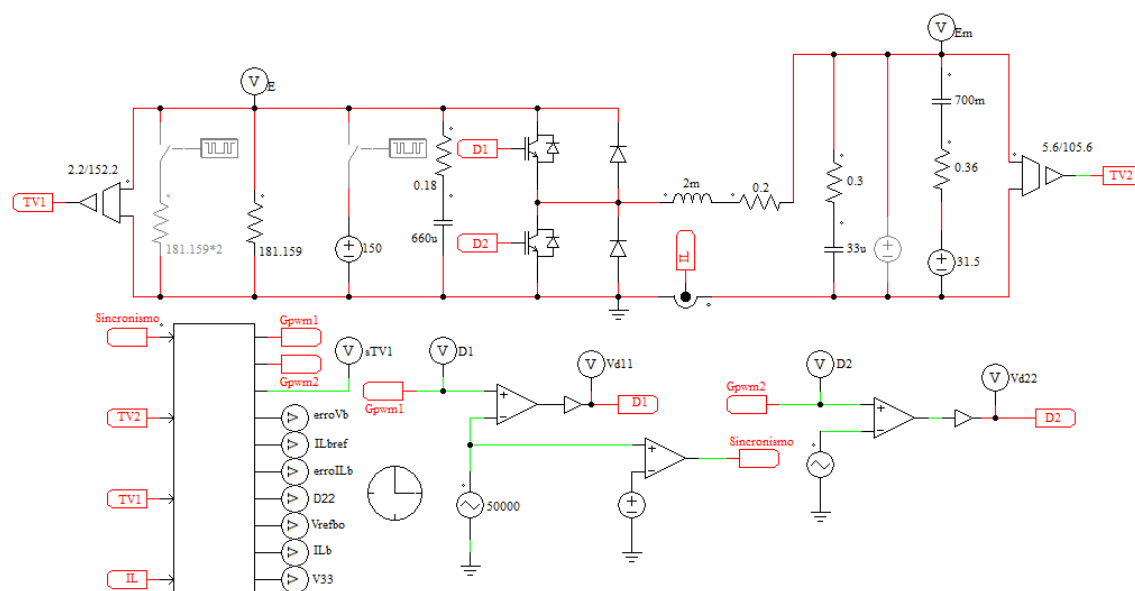 V
Em
V
E
700m
D1
2.2/152.2
5.6/105.6
0.18
2m
0.2
0.3
0.36
TV1
TV2
181.159*2
181.159
150
660u
D2
IL
33u
31.5
Sincronismo
Gpwm1
V
sTV1
V
D1
V
Vd11
V
D2
V
Vd22
Gpwm2
Gpwm1
D1
Gpwm2
D2
TV2
V
erroVb
V
ILbref
Sincronismo
V
erroILb
TV1
V
D22
50000
V
Vrefbo
V
ILb
IL
V
V33